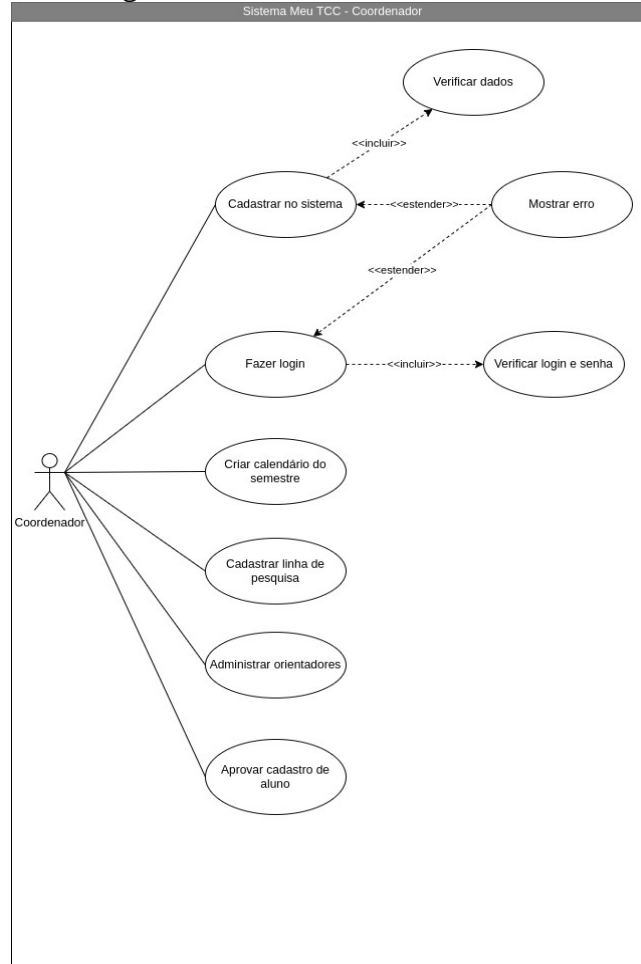 Sistema Meu TCC - Coordenador
Verificar dados
<<incluir>>
Cadastrar no sistema
<<estender>>
Mostrar erro
<<estender>>
Fazer login
<<incluir>>
Verificar login e senha
Criar calendário do
semestre
Coordenador
Cadastrar linha de
pesquisa
Administrar orientadores
Aprovar cadastro de
aluno